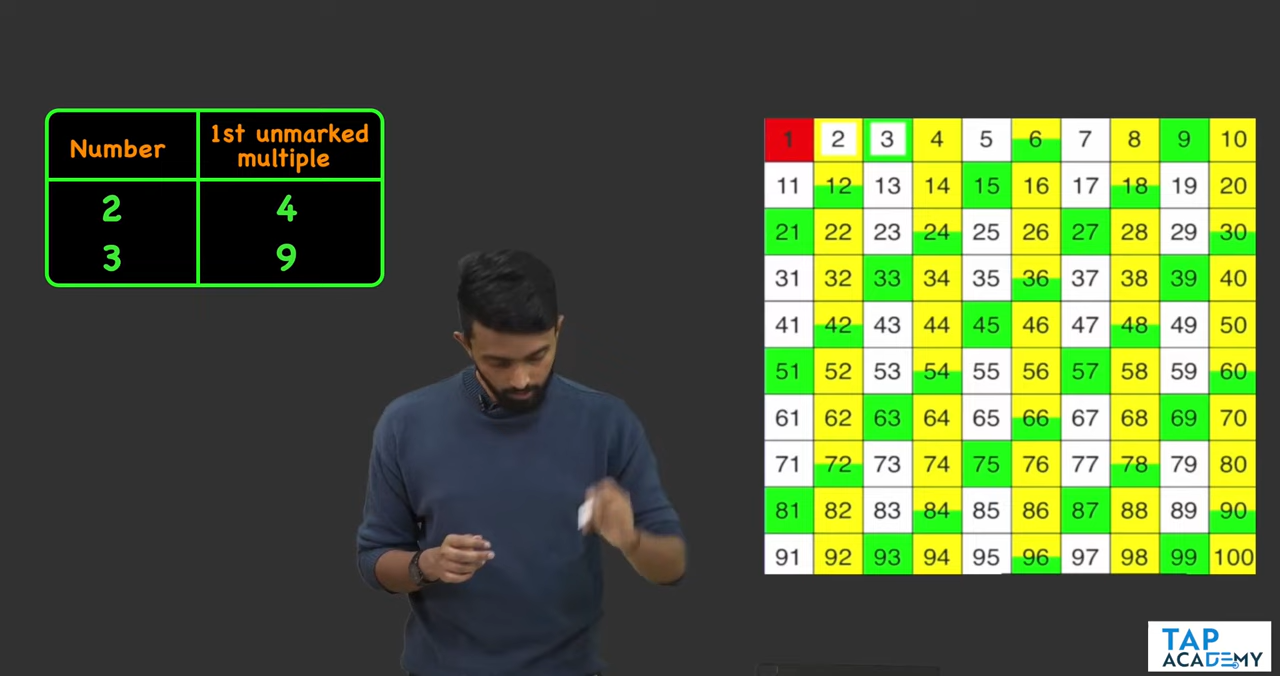 Number
1st unmarked
multiple
2 4
3 9
1 2 3 4 5 6 7 8 9 10
11 12 13 14 15 16 17 18 19 20
21 22 23 24 25 26 27 28 29 30
31 32 33 34 35 36 37 38 39 40
41 42 43 44 45 46 47 48 49 50
51 52 53 54 55 56 57 58 59 60
61 62 63 64 65 66 67 68 69 70
71 72 73 74 75 76 77 78 79 80
81 82 83 84 85 86 87 88 89 90
91 92 93 94 95 96 97 98 99 100
TAP
ACADEMY